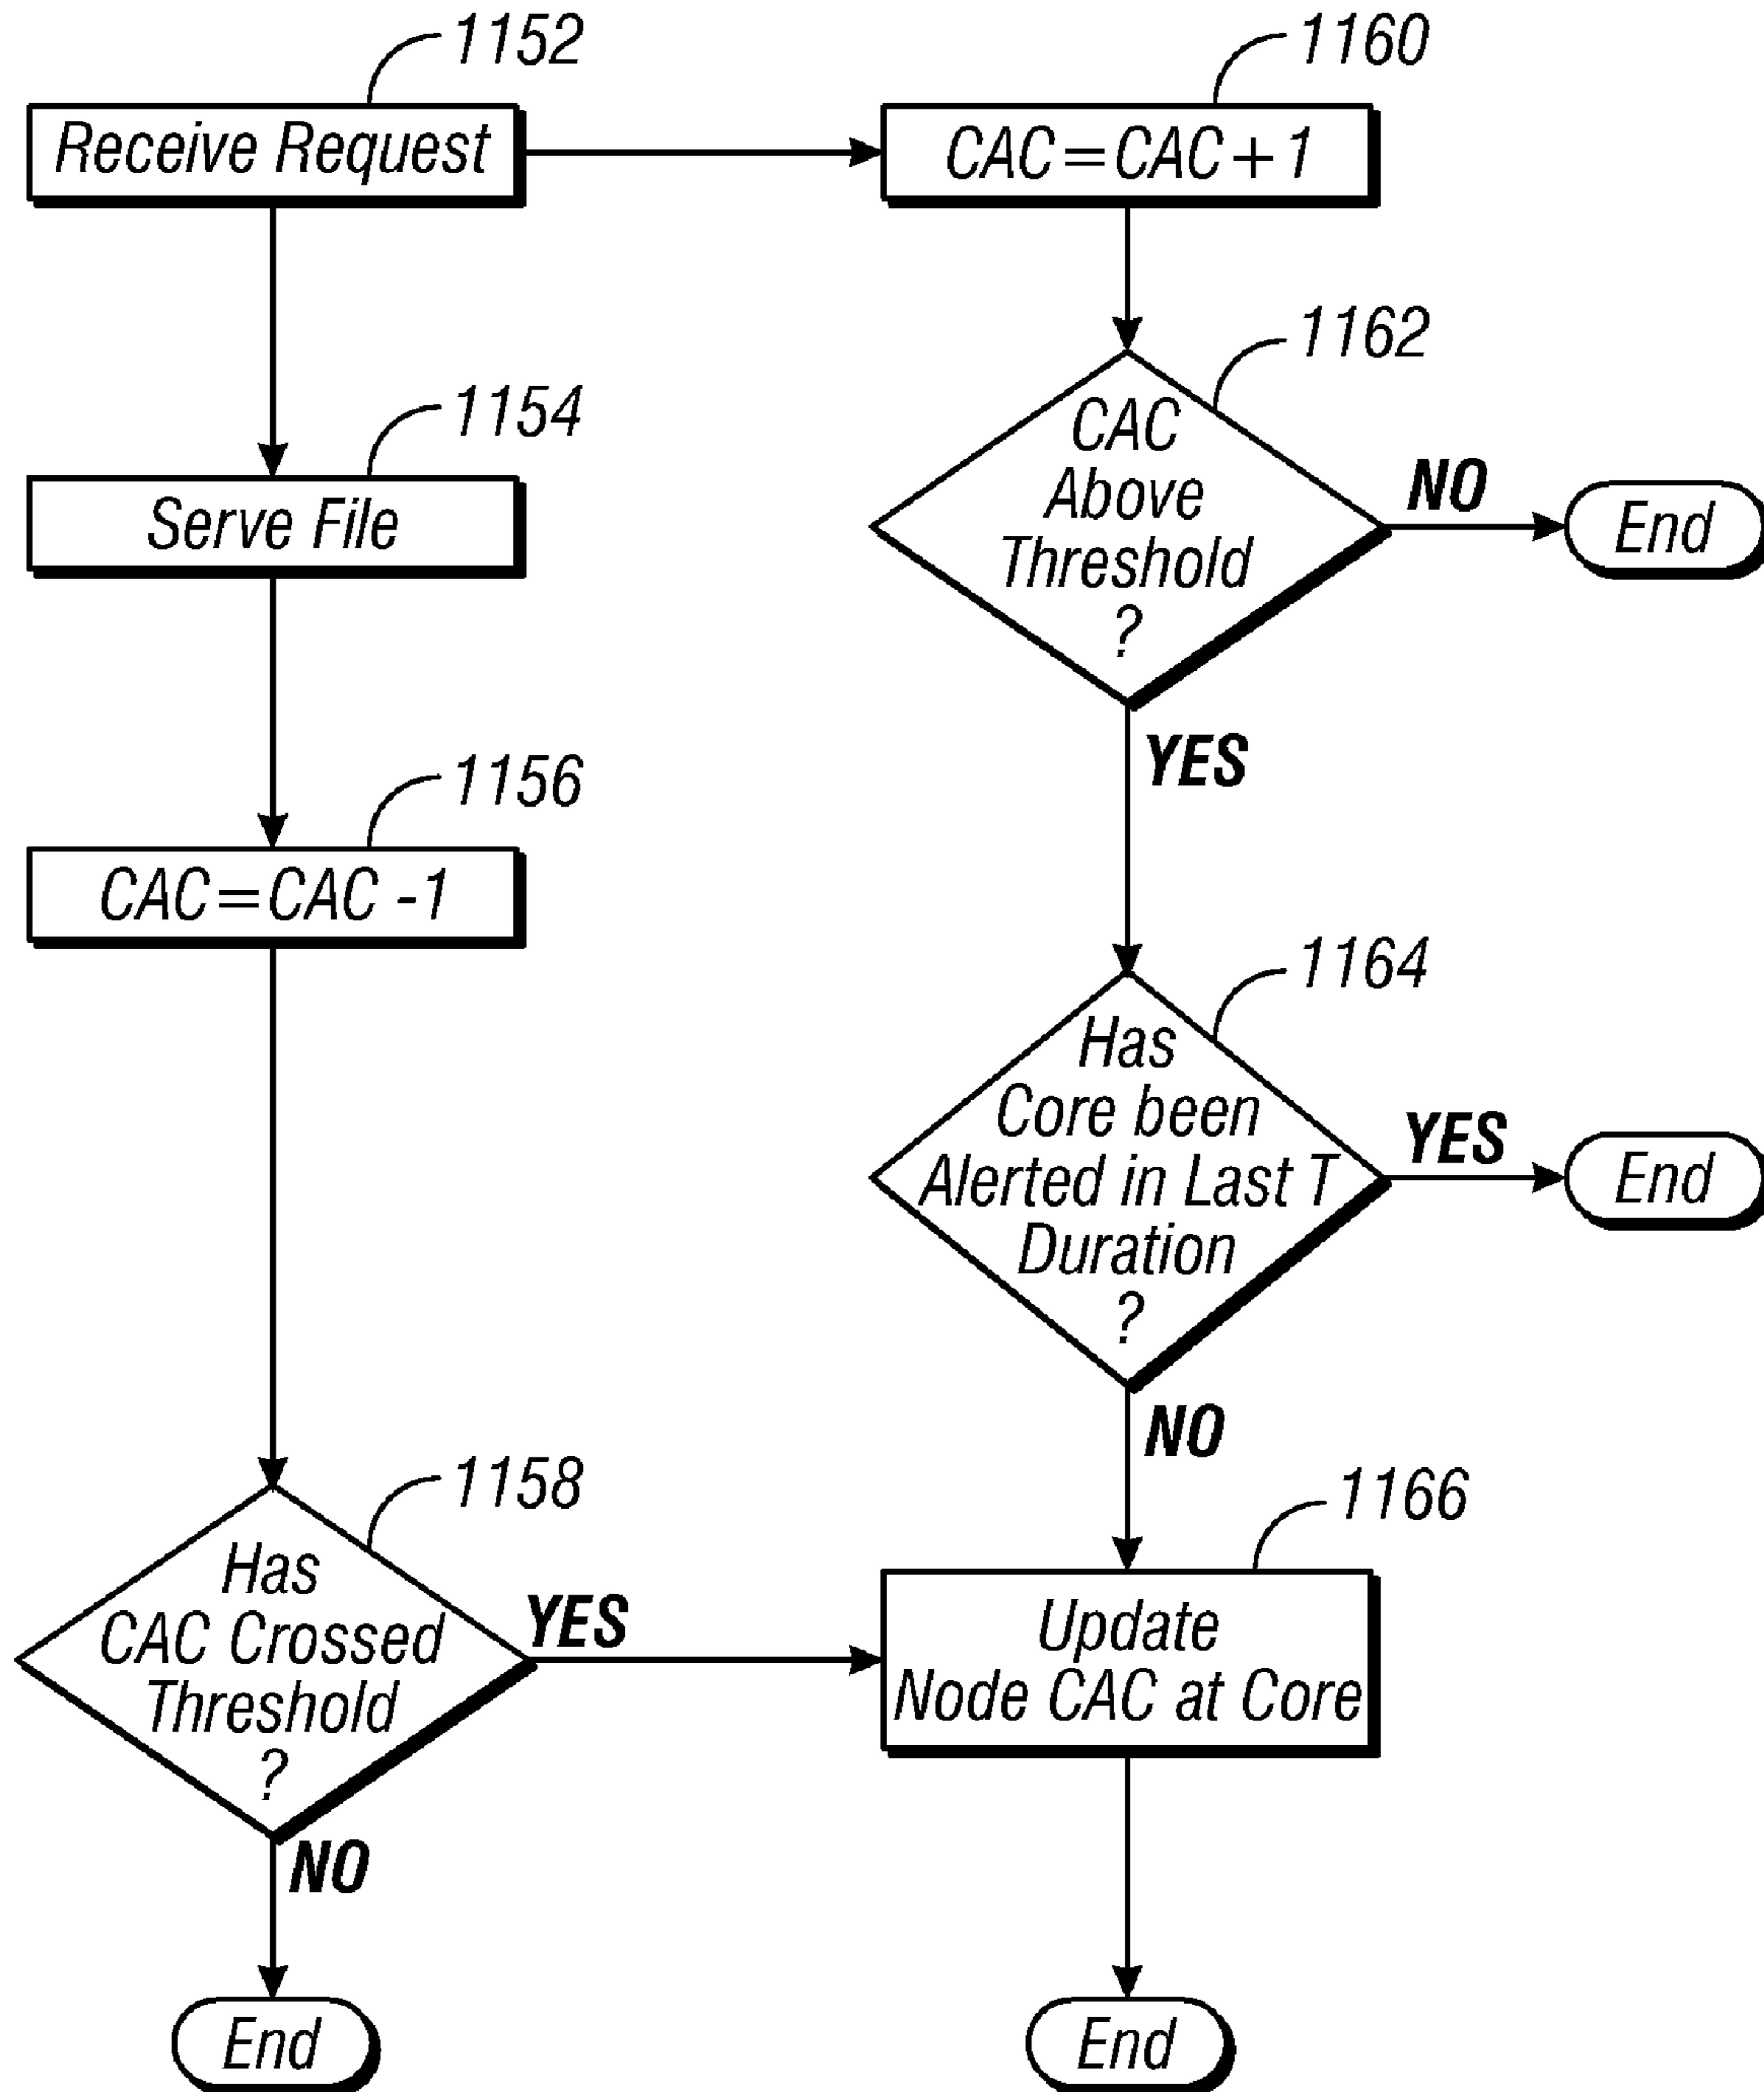 1152
Receive Request
1160
CAC=CAC+1
1162
CAC
Above
Threshold
?
NO
End
YES
1154
Serve File
1156
CAC=CAC-1
1164
Has
Core been
Alerted in Last T
Duration
?
YES
End
NO
1158
Has
CAC Crossed
Threshold
?
YES
NO
End
1166
Update
Node CAC at Core
End